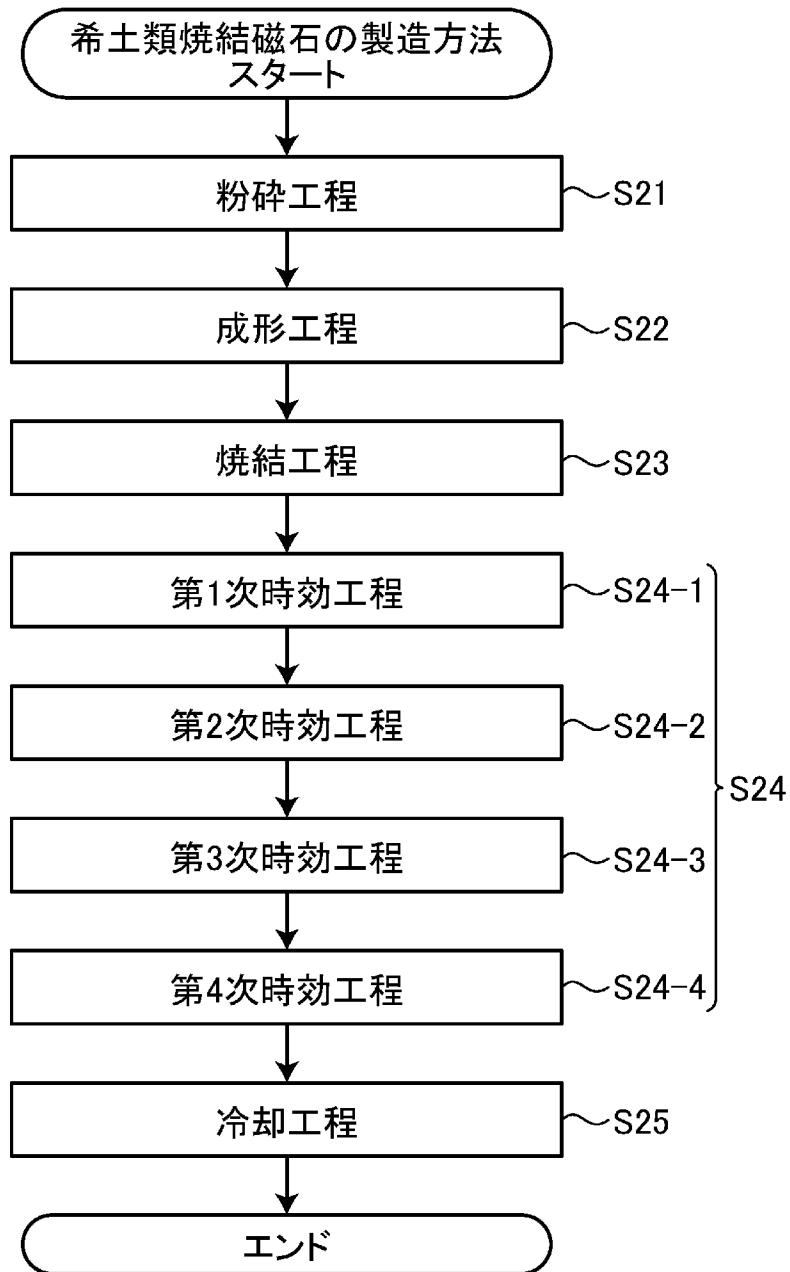 希土類焼結磁石の製造方法
スタート
粉砕工程
S21
成形工程
S22
焼結工程
S23
第1次時効工程
S24-1
第2次時効工程
S24-2
S24
第3次時効工程
S24-3
第4次時効工程
S24-4
冷却工程
S25
エンド